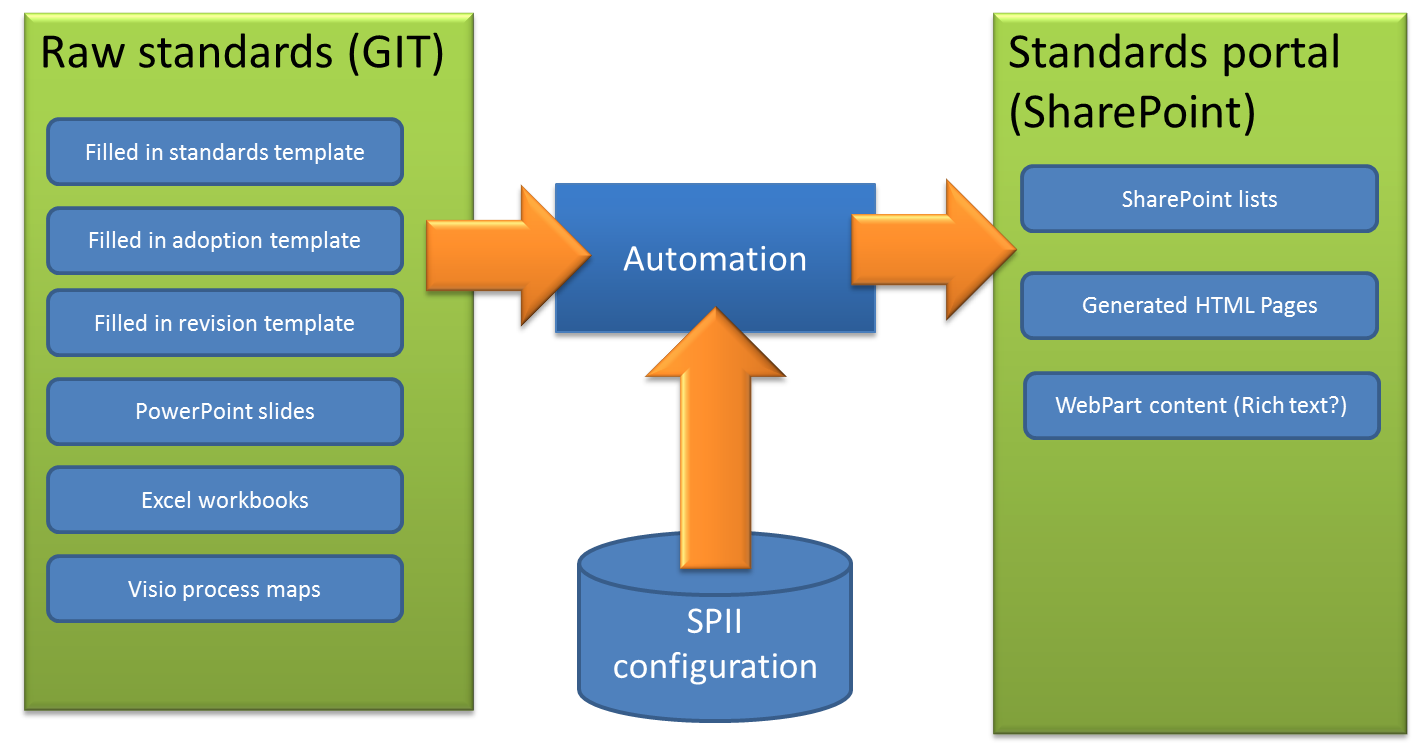 Raw standards (GIT)
Filled in standards template
Filled in adoption template
Filled in revision template
PowerPoint slides
Excel workbooks
Visio process maps
Automation
SPII
configuration
Standards portal
(SharePoint)
SharePoint lists
Generated HTML Pages
WebPart content (Rich text?)